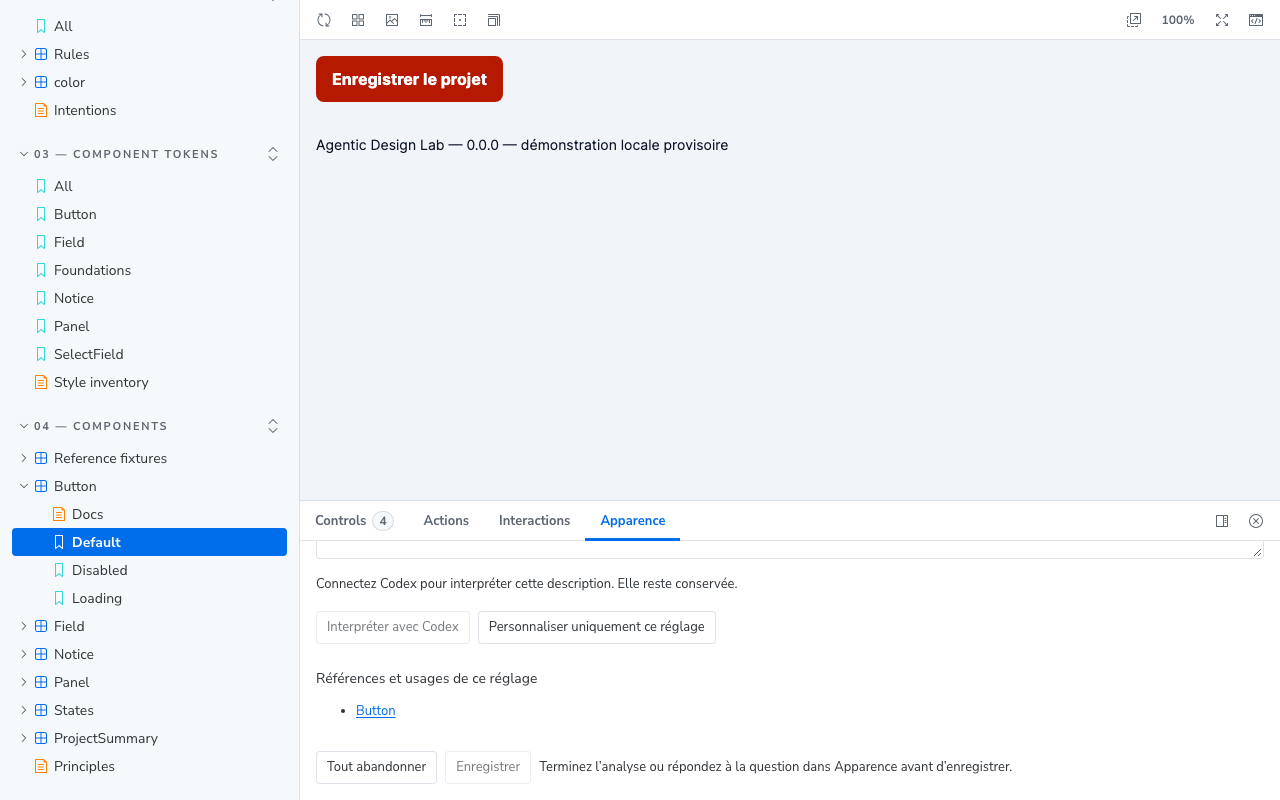 All
Rules
color
Intentions
03 — COMPONENT TOKENS
All
Button
Field
Foundations
Notice
Panel
SelectField
Style inventory
04 — COMPONENTS
Reference fixtures
Button
Docs
Default
Disabled
Loading
Field
Notice
Panel
States
ProjectSummary
Principles
100%
Enregistrer le projet
Agentic Design Lab — 0.0.0 — démonstration locale provisoire
Controls 4 Actions Interactions Apparence
Connectez Codex pour interpréter cette description. Elle reste conservée.
Interpréter avec Codex Personnaliser uniquement ce réglage
Références et usages de ce réglage
• Button
Tout abandonner Enregistrer Terminez l’analyse ou répondez à la question dans Apparence avant d’enregistrer.